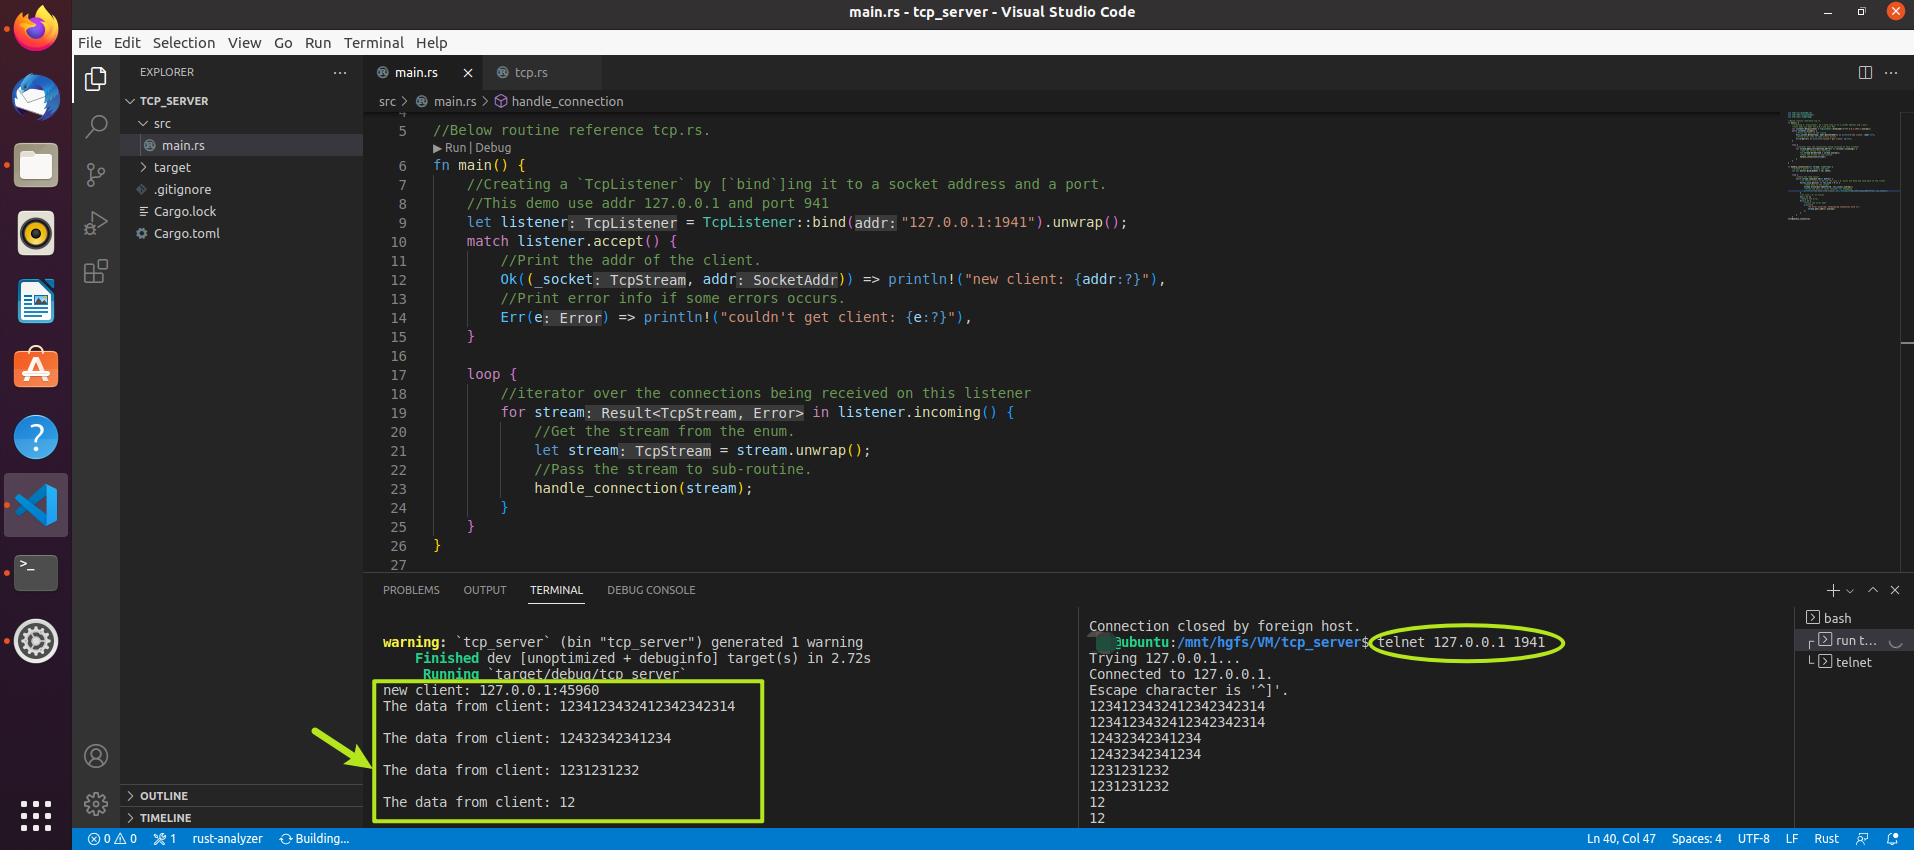 main.rs - tcp_server - Visual Studio Code
File Edit Selection View Go Run Terminal Help
EXPLORER
TCP_SERVER
src
main.rs
target
.gitignore
Cargo.lock
Cargo.toml
OUTLINE
TIMELINE
main.rs tcp.rs
src > main.rs > handle_connection
4
5 //Below routine reference tcp.rs.
Run | Debug
6 fn main() {
7 //Creating a `TcpListener` by [`bind`]ing it to a socket address and a port.
8 //This demo use addr 127.0.0.1 and port 941
9 let listener: TcpListener = TcpListener::bind(addr: "127.0.0.1:1941").unwrap();
10 match listener.accept() {
11 //Print the addr of the client.
12 Ok((_socket: TcpStream, addr: SocketAddr)) => println!("new client: {addr:?}"),
13 //Print error info if some errors occurs.
14 Err(e: Error) => println!("couldn't get client: {e:?}"),
15 }
16
17 loop {
18 //iterator over the connections being received on this listener
19 for stream: Result<TcpStream, Error> in listener.incoming() {
20 //Get the stream from the enum.
21 let stream: TcpStream = stream.unwrap();
22 //Pass the stream to sub-routine.
23 handle_connection(stream);
24 }
25 }
26 }
27
PROBLEMS OUTPUT TERMINAL DEBUG CONSOLE
warning: `tcp_server` (bin "tcp_server") generated 1 warning
Finished dev [unoptimized + debuginfo] target(s) in 2.72s
Running `target/debug/tcp_server`
new client: 127.0.0.1:45960
The data from client: 1234123432412342342314
The data from client: 12432342341234
The data from client: 1231231232
The data from client: 12
Connection closed by foreign host.
@ubuntu:/mnt/hgfs/VM/tcp_server$ telnet 127.0.0.1 1941
Trying 127.0.0.1...
Connected to 127.0.0.1.
Escape character is '^]'.
1234123432412342342314
1234123432412342342314
12432342341234
12432342341234
1231231232
1231231232
12
12
bash
run t...
telnet
0 0 1 rust-analyzer Building...
Ln 40, Col 47 Spaces: 4 UTF-8 LF Rust